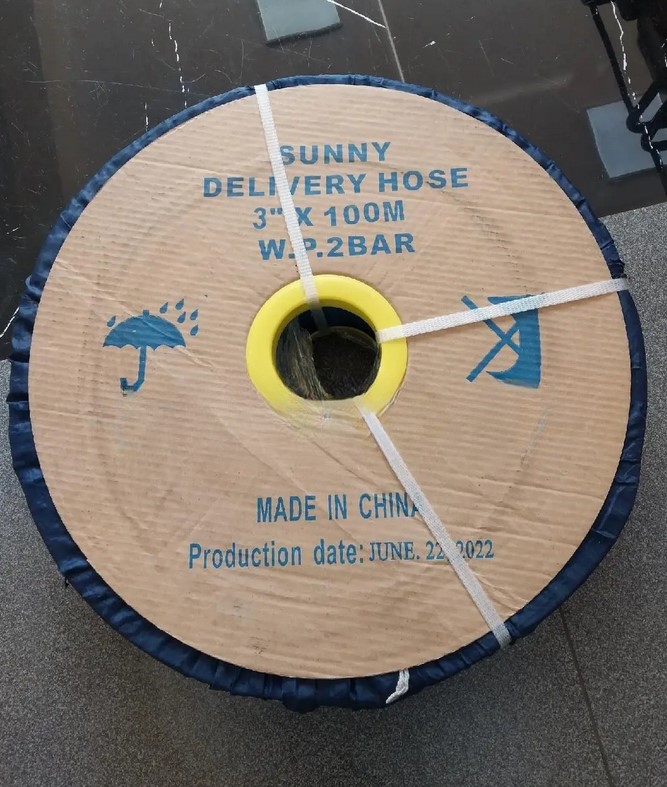 SUNNY
DELIVERY HOSE
3" X 100M
W.P.2BAR
MADE IN CHINA
Production date: JUNE. 22, 2022